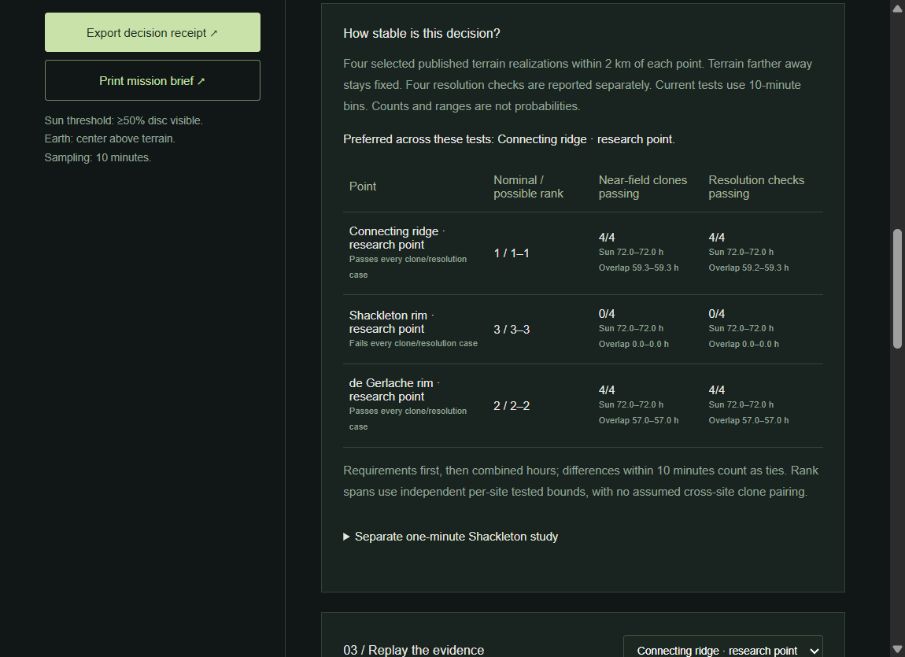 Export decision receipt ↗
Print mission brief ↗
Sun threshold: ≥50% disc visible.
Earth: center above terrain.
Sampling: 10 minutes.
How stable is this decision?
Four selected published terrain realizations within 2 km of each point. Terrain farther away
stays fixed. Four resolution checks are reported separately. Current tests use 10-minute
bins. Counts and ranges are not probabilities.
Preferred across these tests: Connecting ridge · research point.
Point
Nominal /
possible rank
Near-field clones
passing
Resolution checks
passing
Connecting ridge ·
research point
Passes every clone/resolution
case
1 / 1–1
4/4
Sun 72.0–72.0 h
Overlap 59.3–59.3 h
4/4
Sun 72.0–72.0 h
Overlap 59.2–59.3 h
Shackleton rim ·
research point
Fails every clone/resolution case
3 / 3–3
0/4
Sun 72.0–72.0 h
Overlap 0.0–0.0 h
0/4
Sun 72.0–72.0 h
Overlap 0.0–0.0 h
de Gerlache rim ·
research point
Passes every clone/resolution
case
2 / 2–2
4/4
Sun 72.0–72.0 h
Overlap 57.0–57.0 h
4/4
Sun 72.0–72.0 h
Overlap 57.0–57.0 h
Requirements first, then combined hours; differences within 10 minutes count as ties. Rank
spans use independent per-site tested bounds, with no assumed cross-site clone pairing.
▶ Separate one-minute Shackleton study
03 / Replay the evidence
Connecting ridge · research point